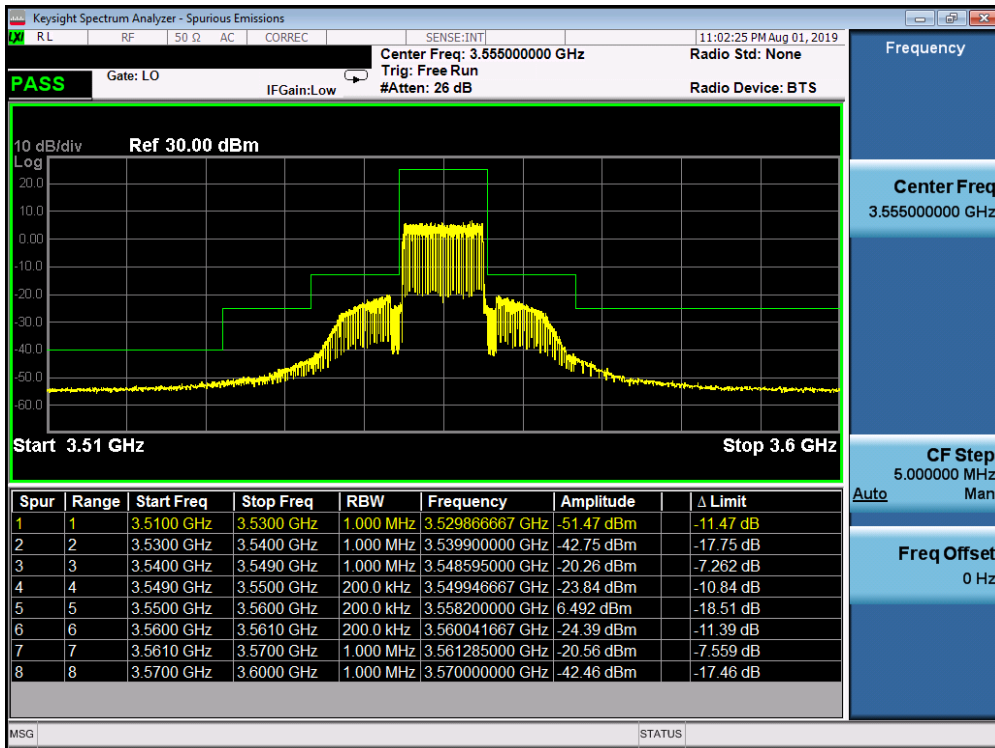 Keysight Spectrum Analyzer - Spurious Emissions
LXI RL RF 50 Ω AC CORREC SENSE:INT 11:02:25 PM Aug 01, 2019
Center Freq: 3.555000000 GHz Radio Std: None
Trig: Free Run
PASS Gate: LO IFGain:Low #Atten: 26 dB Radio Device: BTS
10 dB/div Ref 30.00 dBm
Log
20.0
10.0
0.00
-10.0
-20.0
-30.0
-40.0
-50.0
-60.0
Start 3.51 GHz Stop 3.6 GHz
Spur Range Start Freq Stop Freq RBW Frequency Amplitude Δ Limit
1 1 3.5100 GHz 3.5300 GHz 1.000 MHz 3.529866667 GHz -51.47 dBm -11.47 dB
2 2 3.5300 GHz 3.5400 GHz 1.000 MHz 3.539900000 GHz -42.75 dBm -17.75 dB
3 3 3.5400 GHz 3.5490 GHz 1.000 MHz 3.548595000 GHz -20.26 dBm -7.262 dB
4 4 3.5490 GHz 3.5500 GHz 200.0 kHz 3.549946667 GHz -23.84 dBm -10.84 dB
5 5 3.5500 GHz 3.5600 GHz 200.0 kHz 3.558200000 GHz 6.492 dBm -18.51 dB
6 6 3.5600 GHz 3.5610 GHz 200.0 kHz 3.560041667 GHz -24.39 dBm -11.39 dB
7 7 3.5610 GHz 3.5700 GHz 1.000 MHz 3.561285000 GHz -20.56 dBm -7.559 dB
8 8 3.5700 GHz 3.6000 GHz 1.000 MHz 3.570000000 GHz -42.46 dBm -17.46 dB
MSG STATUS
Frequency
Center Freq
3.555000000 GHz
CF Step
5.000000 MHz
Auto Man
Freq Offset
0 Hz